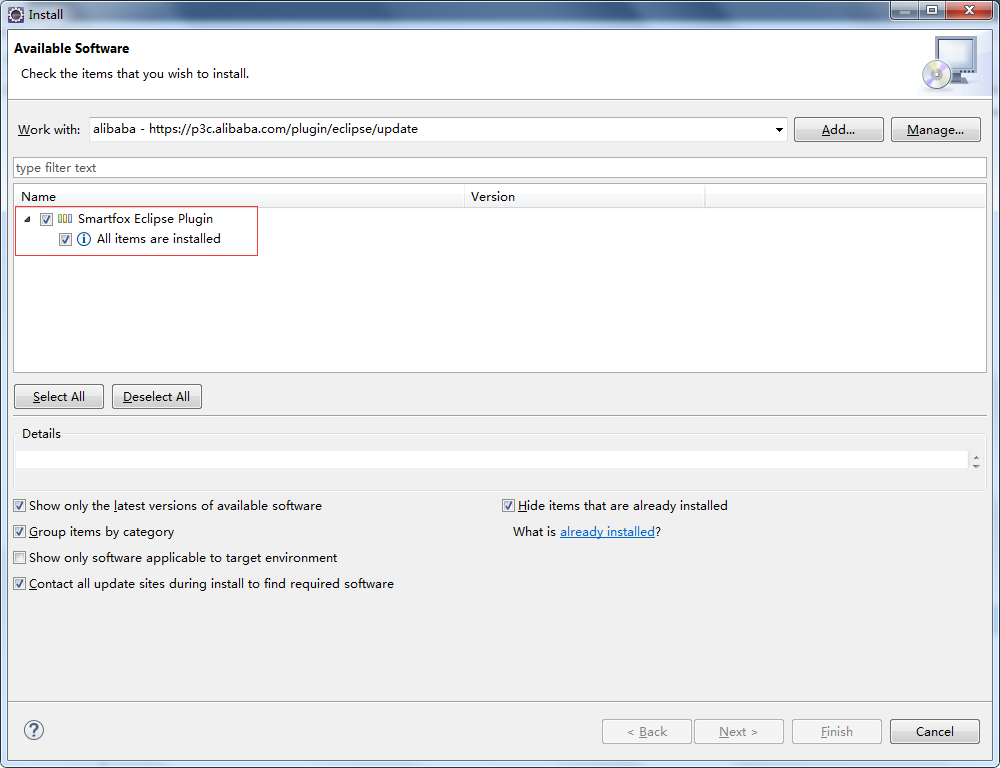 Install
Available Software
Check the items that you wish to install.
Work with: alibaba - https://p3c.alibaba.com/plugin/eclipse/update Add... Manage...
type filter text
Name Version
Smartfox Eclipse Plugin
All items are installed
Select All Deselect All
Details
Show only the latest versions of available software Hide items that are already installed
Group items by category What is already installed?
Show only software applicable to target environment
Contact all update sites during install to find required software
? < Back Next > Finish Cancel